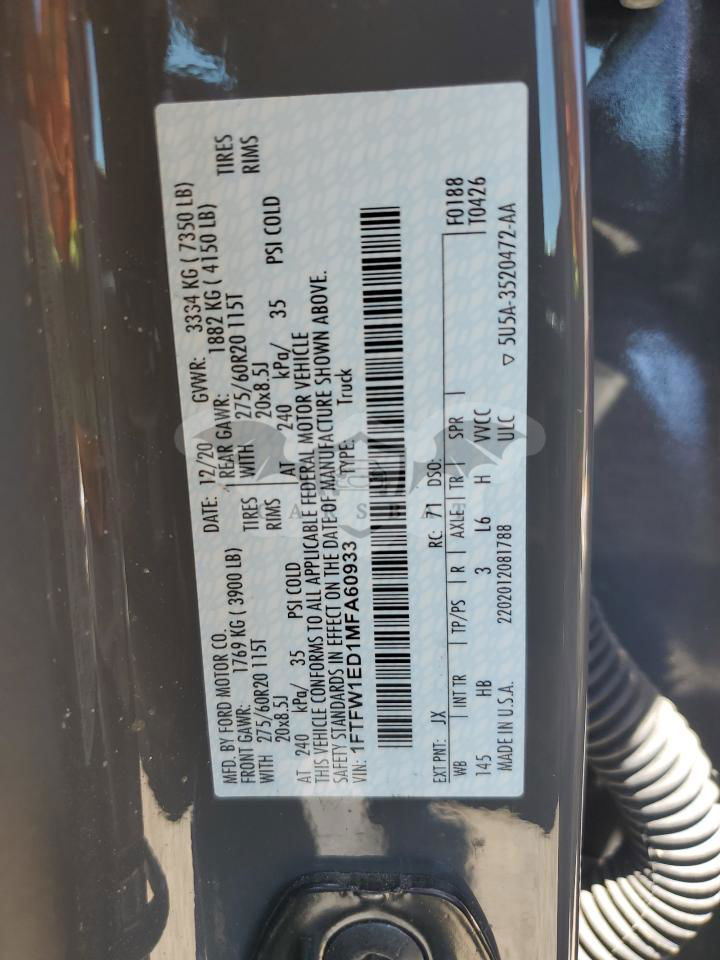 MFD. BY FORD MOTOR CO.
DATE: 12/20 GVWR: 3334 KG ( 7350 LB)
FRONT GAWR: 1769 KG ( 3900 LB) REAR GAWR: 1882 KG ( 4150 LB)
WITH 275/60R20 115T TIRES WITH 275/60R20 115T TIRES
20x8.5J RIMS 20x8.5J RIMS
AT 240 kPa/ 35 PSI COLD AT 240 kPa/ 35 PSI COLD
THIS VEHICLE CONFORMS TO ALL APPLICABLE FEDERAL MOTOR VEHICLE
SAFETY STANDARDS IN EFFECT ON THE DATE OF MANUFACTURE SHOWN ABOVE.
VIN: 1FTFW1ED1MFA60933 TYPE: Truck
F0188
EXT PNT: JX RC: 71 DSO: T0426
WB INT TR TP/PS R AXLE TR SPR
145 HB 3 L6 H VVCC
MADE IN U.S.A. 2202012081788 ULC ▽ 5U5A-3520472-AA